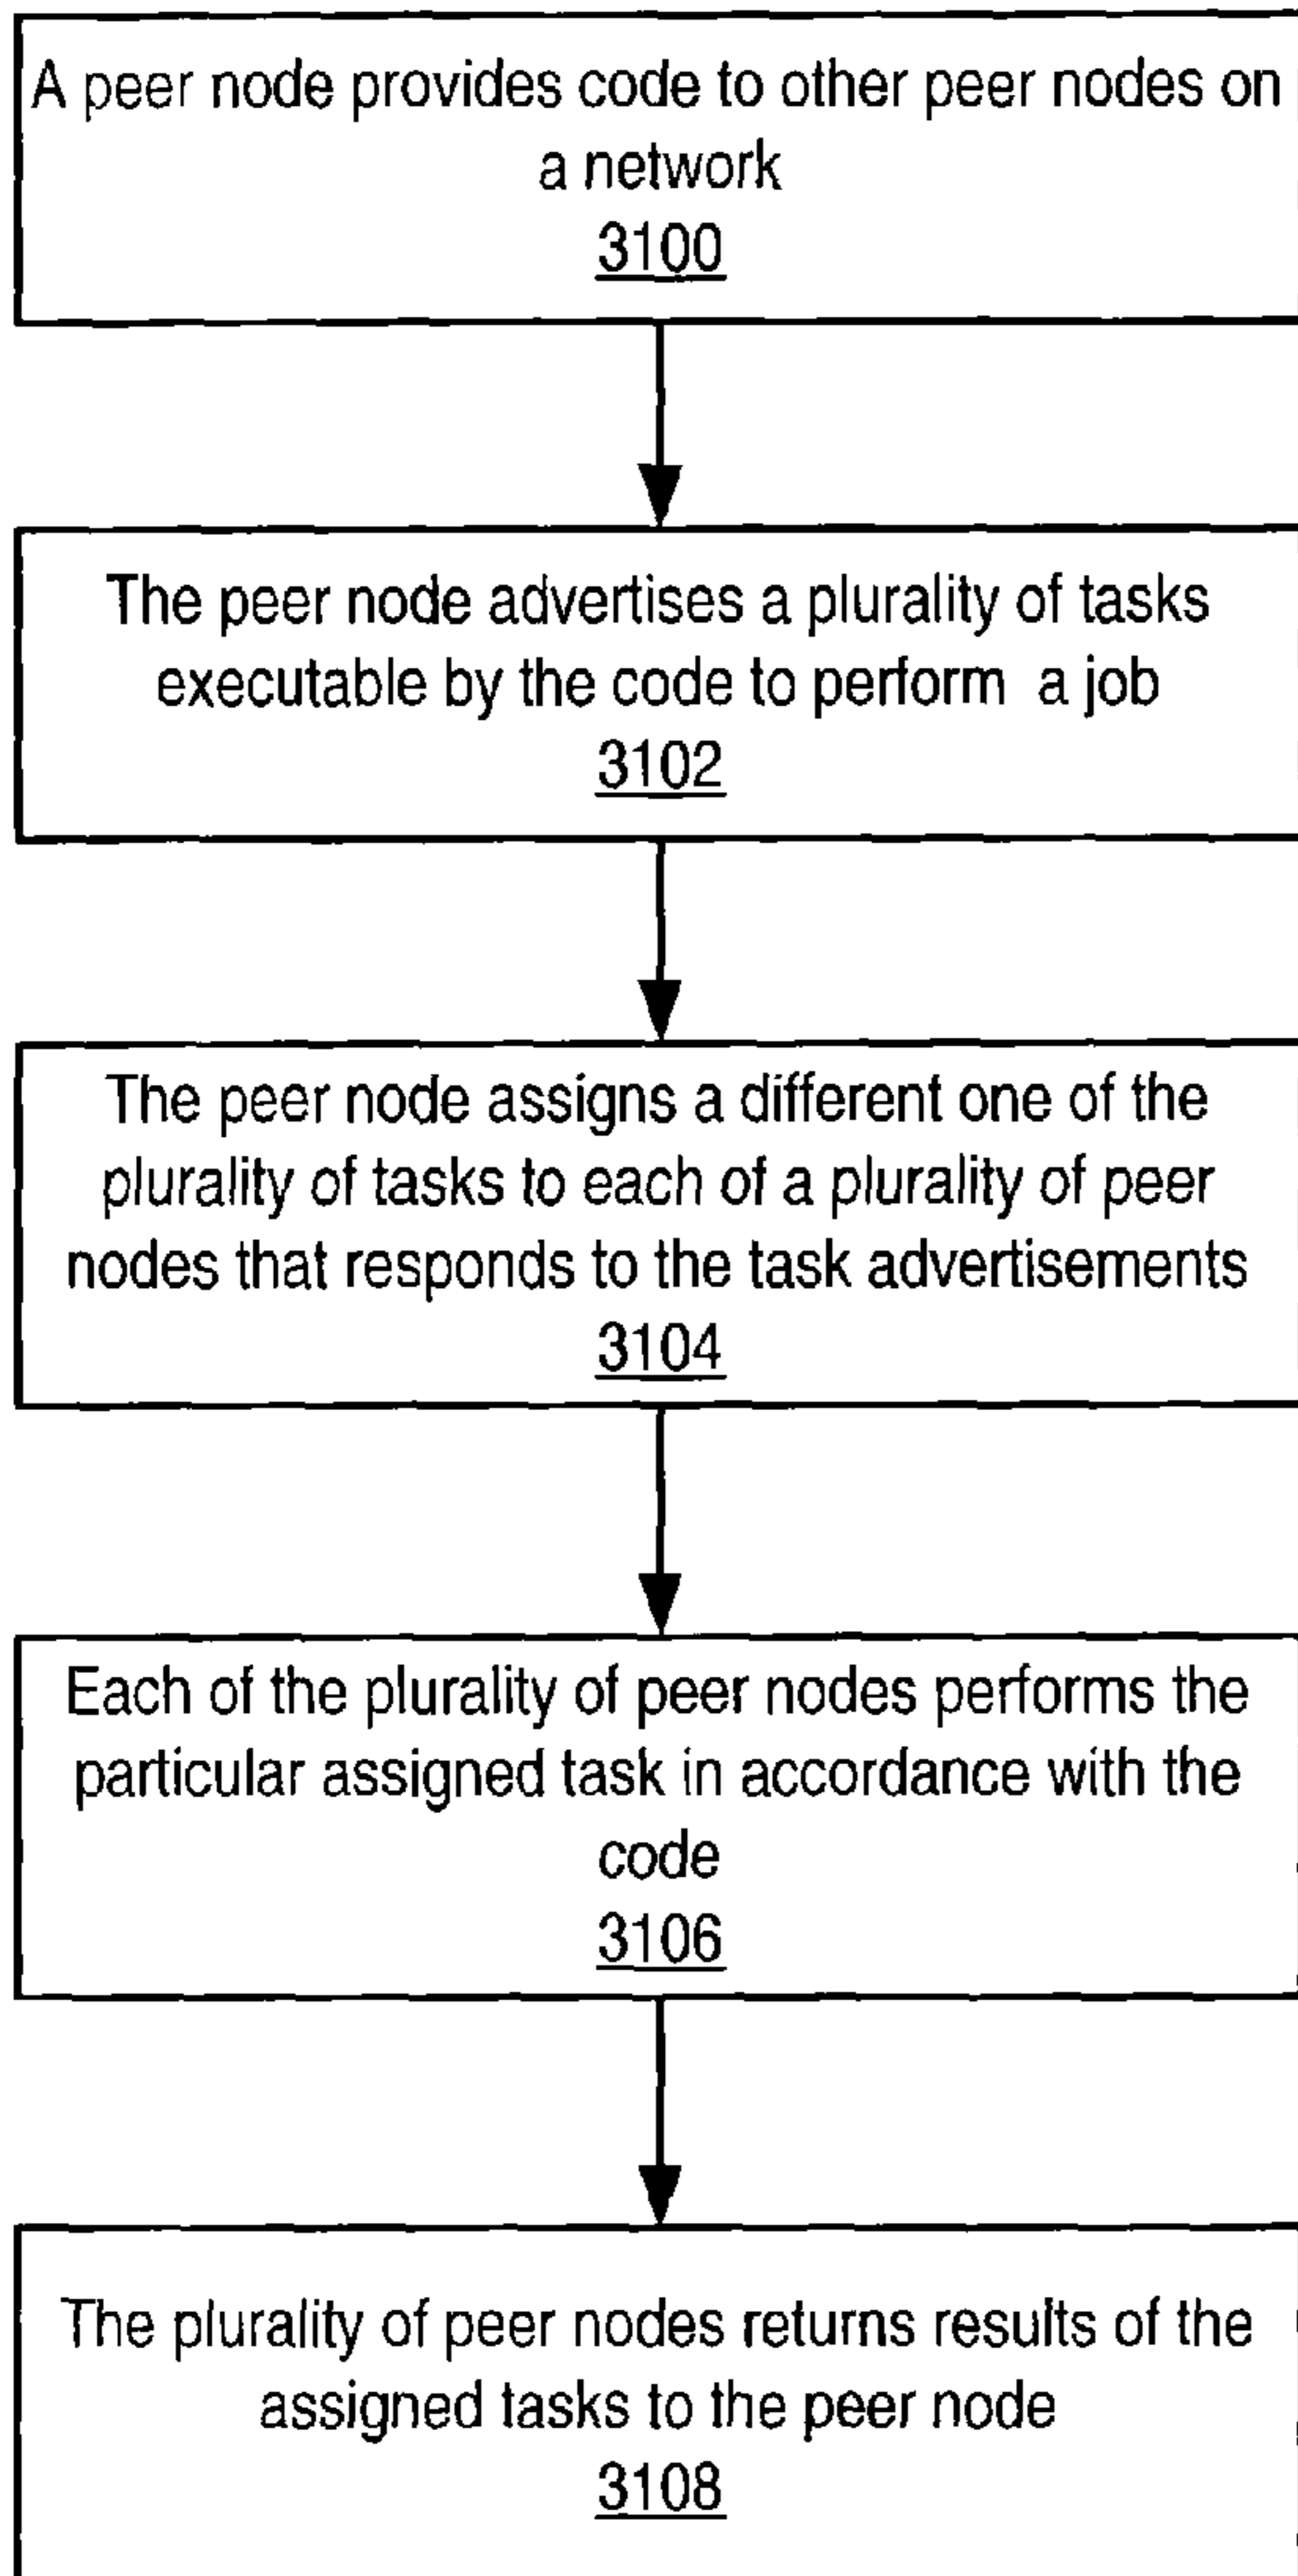 A peer node provides code to other peer nodes on
a network
3100
The peer node advertises a plurality of tasks
executable by the code to perform a job
3102
The peer node assigns a different one of the
plurality of tasks to each of a plurality of peer
nodes that responds to the task advertisements
3104
Each of the plurality of peer nodes performs the
particular assigned task in accordance with the
code
3106
The plurality of peer nodes returns results of the
assigned tasks to the peer node
3108